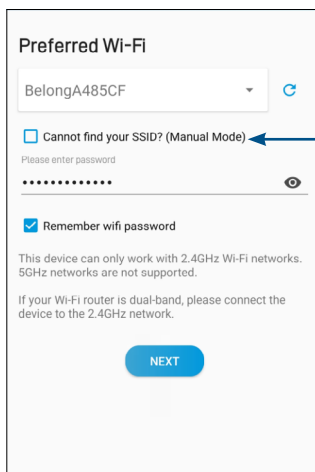 Preferred Wi-Fi
BelongA485CF
Cannot find your SSID? (Manual Mode)
Please enter password
•••••••••••••
Remember wifi password
This device can only work with 2.4GHz Wi-Fi networks.
5GHz networks are not supported.
If your Wi-Fi router is dual-band, please connect the
device to the 2.4GHz network.
NEXT